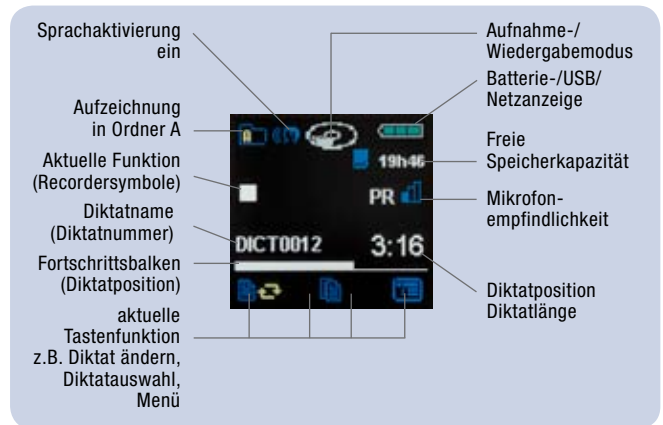 Sprachaktivierung
ein
Aufzeichnung
in Ordner A
Aktuelle Funktion
(Recordersymbole)
Diktatname
(Diktatnummer)
Fortschrittsbalken
(Diktatposition)
aktuelle
Tastenfunktion
z.B. Diktat ändern,
Diktatauswahl,
Menü
A
19h46
PR
DICT0012
3:16
Aufnahme-/
Wiedergabemodus
Batterie-/USB/
Netzanzeige
Freie
Speicherkapazität
Mikrofon-
empfindlichkeit
Diktatposition
Diktatlänge